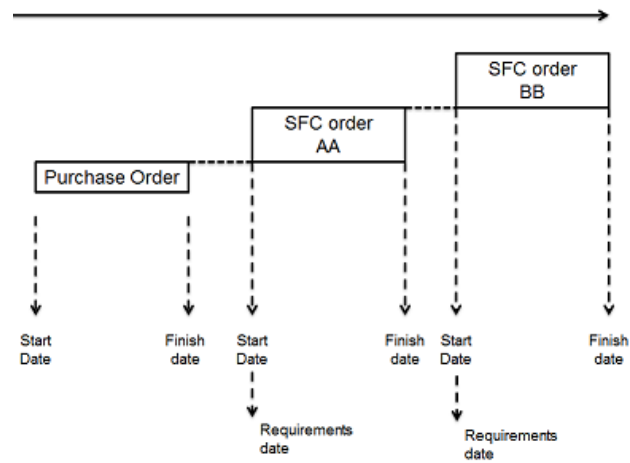 SFC order
BB
SFC order
AA
Purchase Order
Start
Date
Finish
date
Start
Date
Finish
date
Start
Date
Finish
date
Requirements
date
Requirements
date